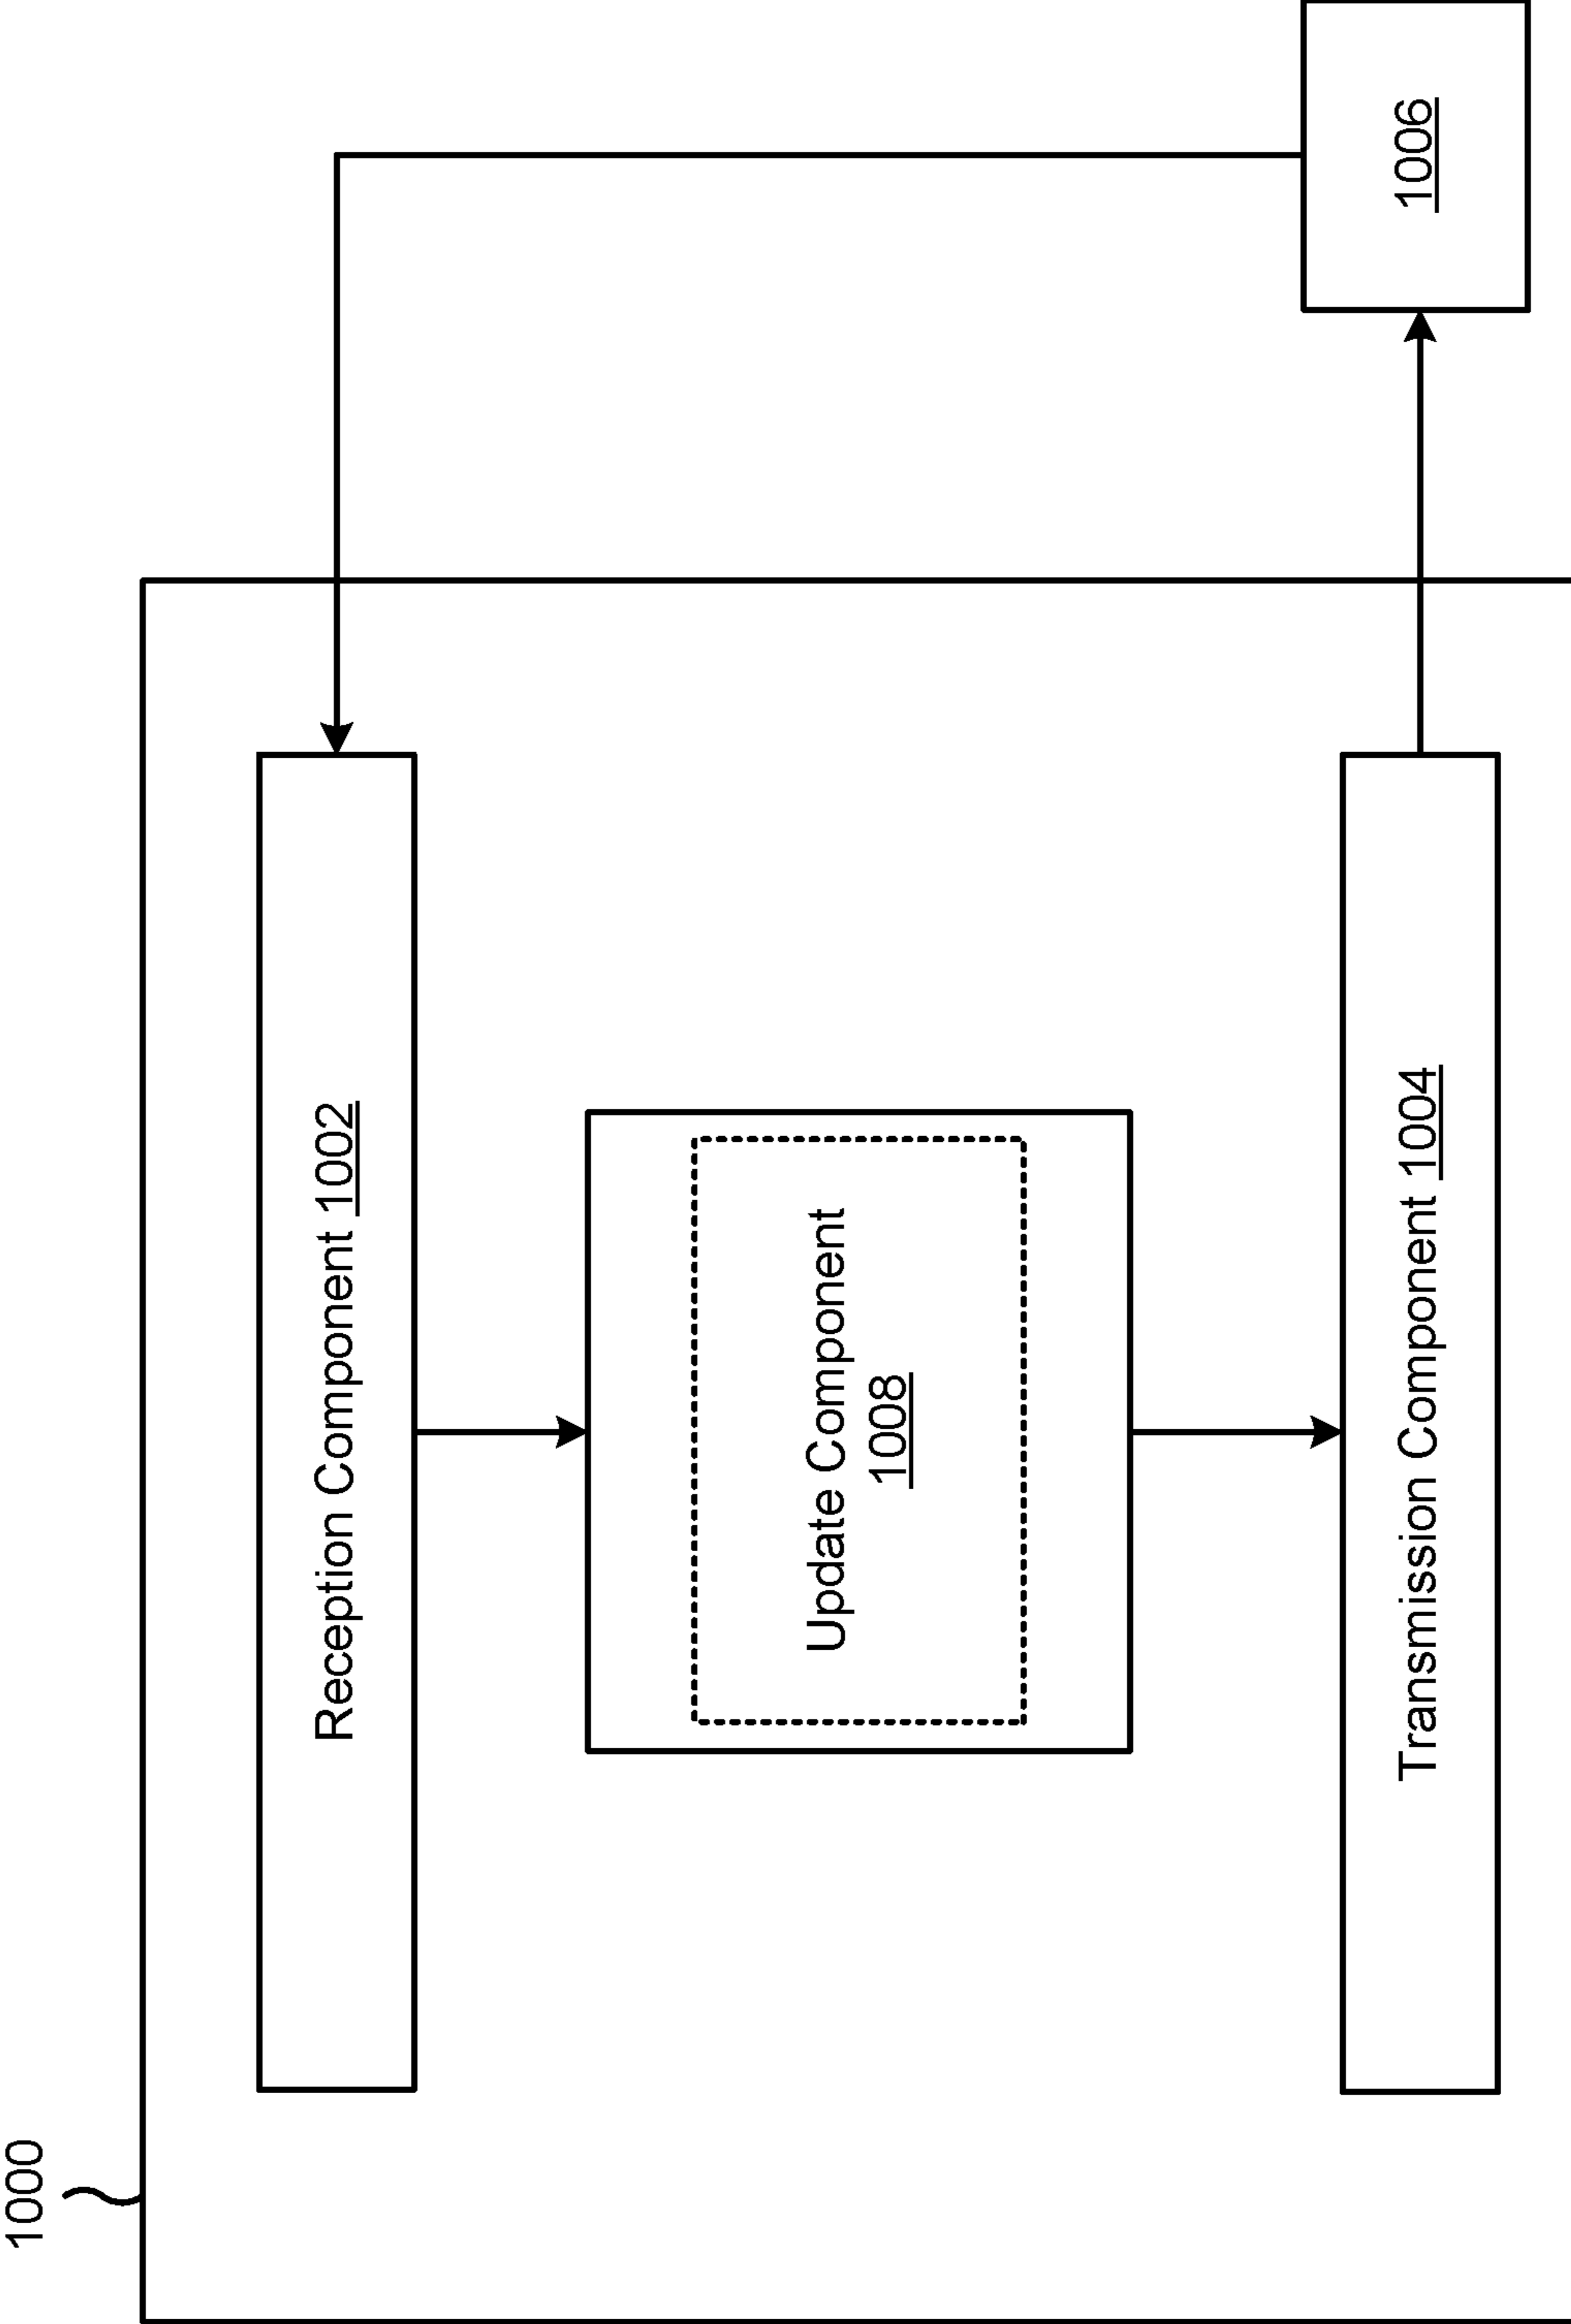 1000
Reception Component 1002
Update Component
1008
Transmission Component 1004
1006